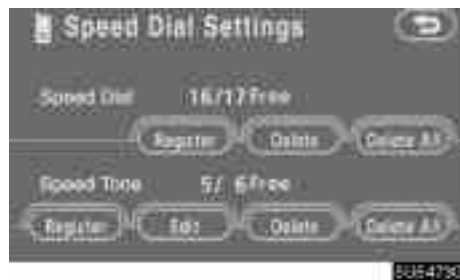 Speed Dial Settings
Speed Dial 16/17Free
Register Delete Delete All
Speed Tone 5/ 6Free
Register Edit Delete Delete All